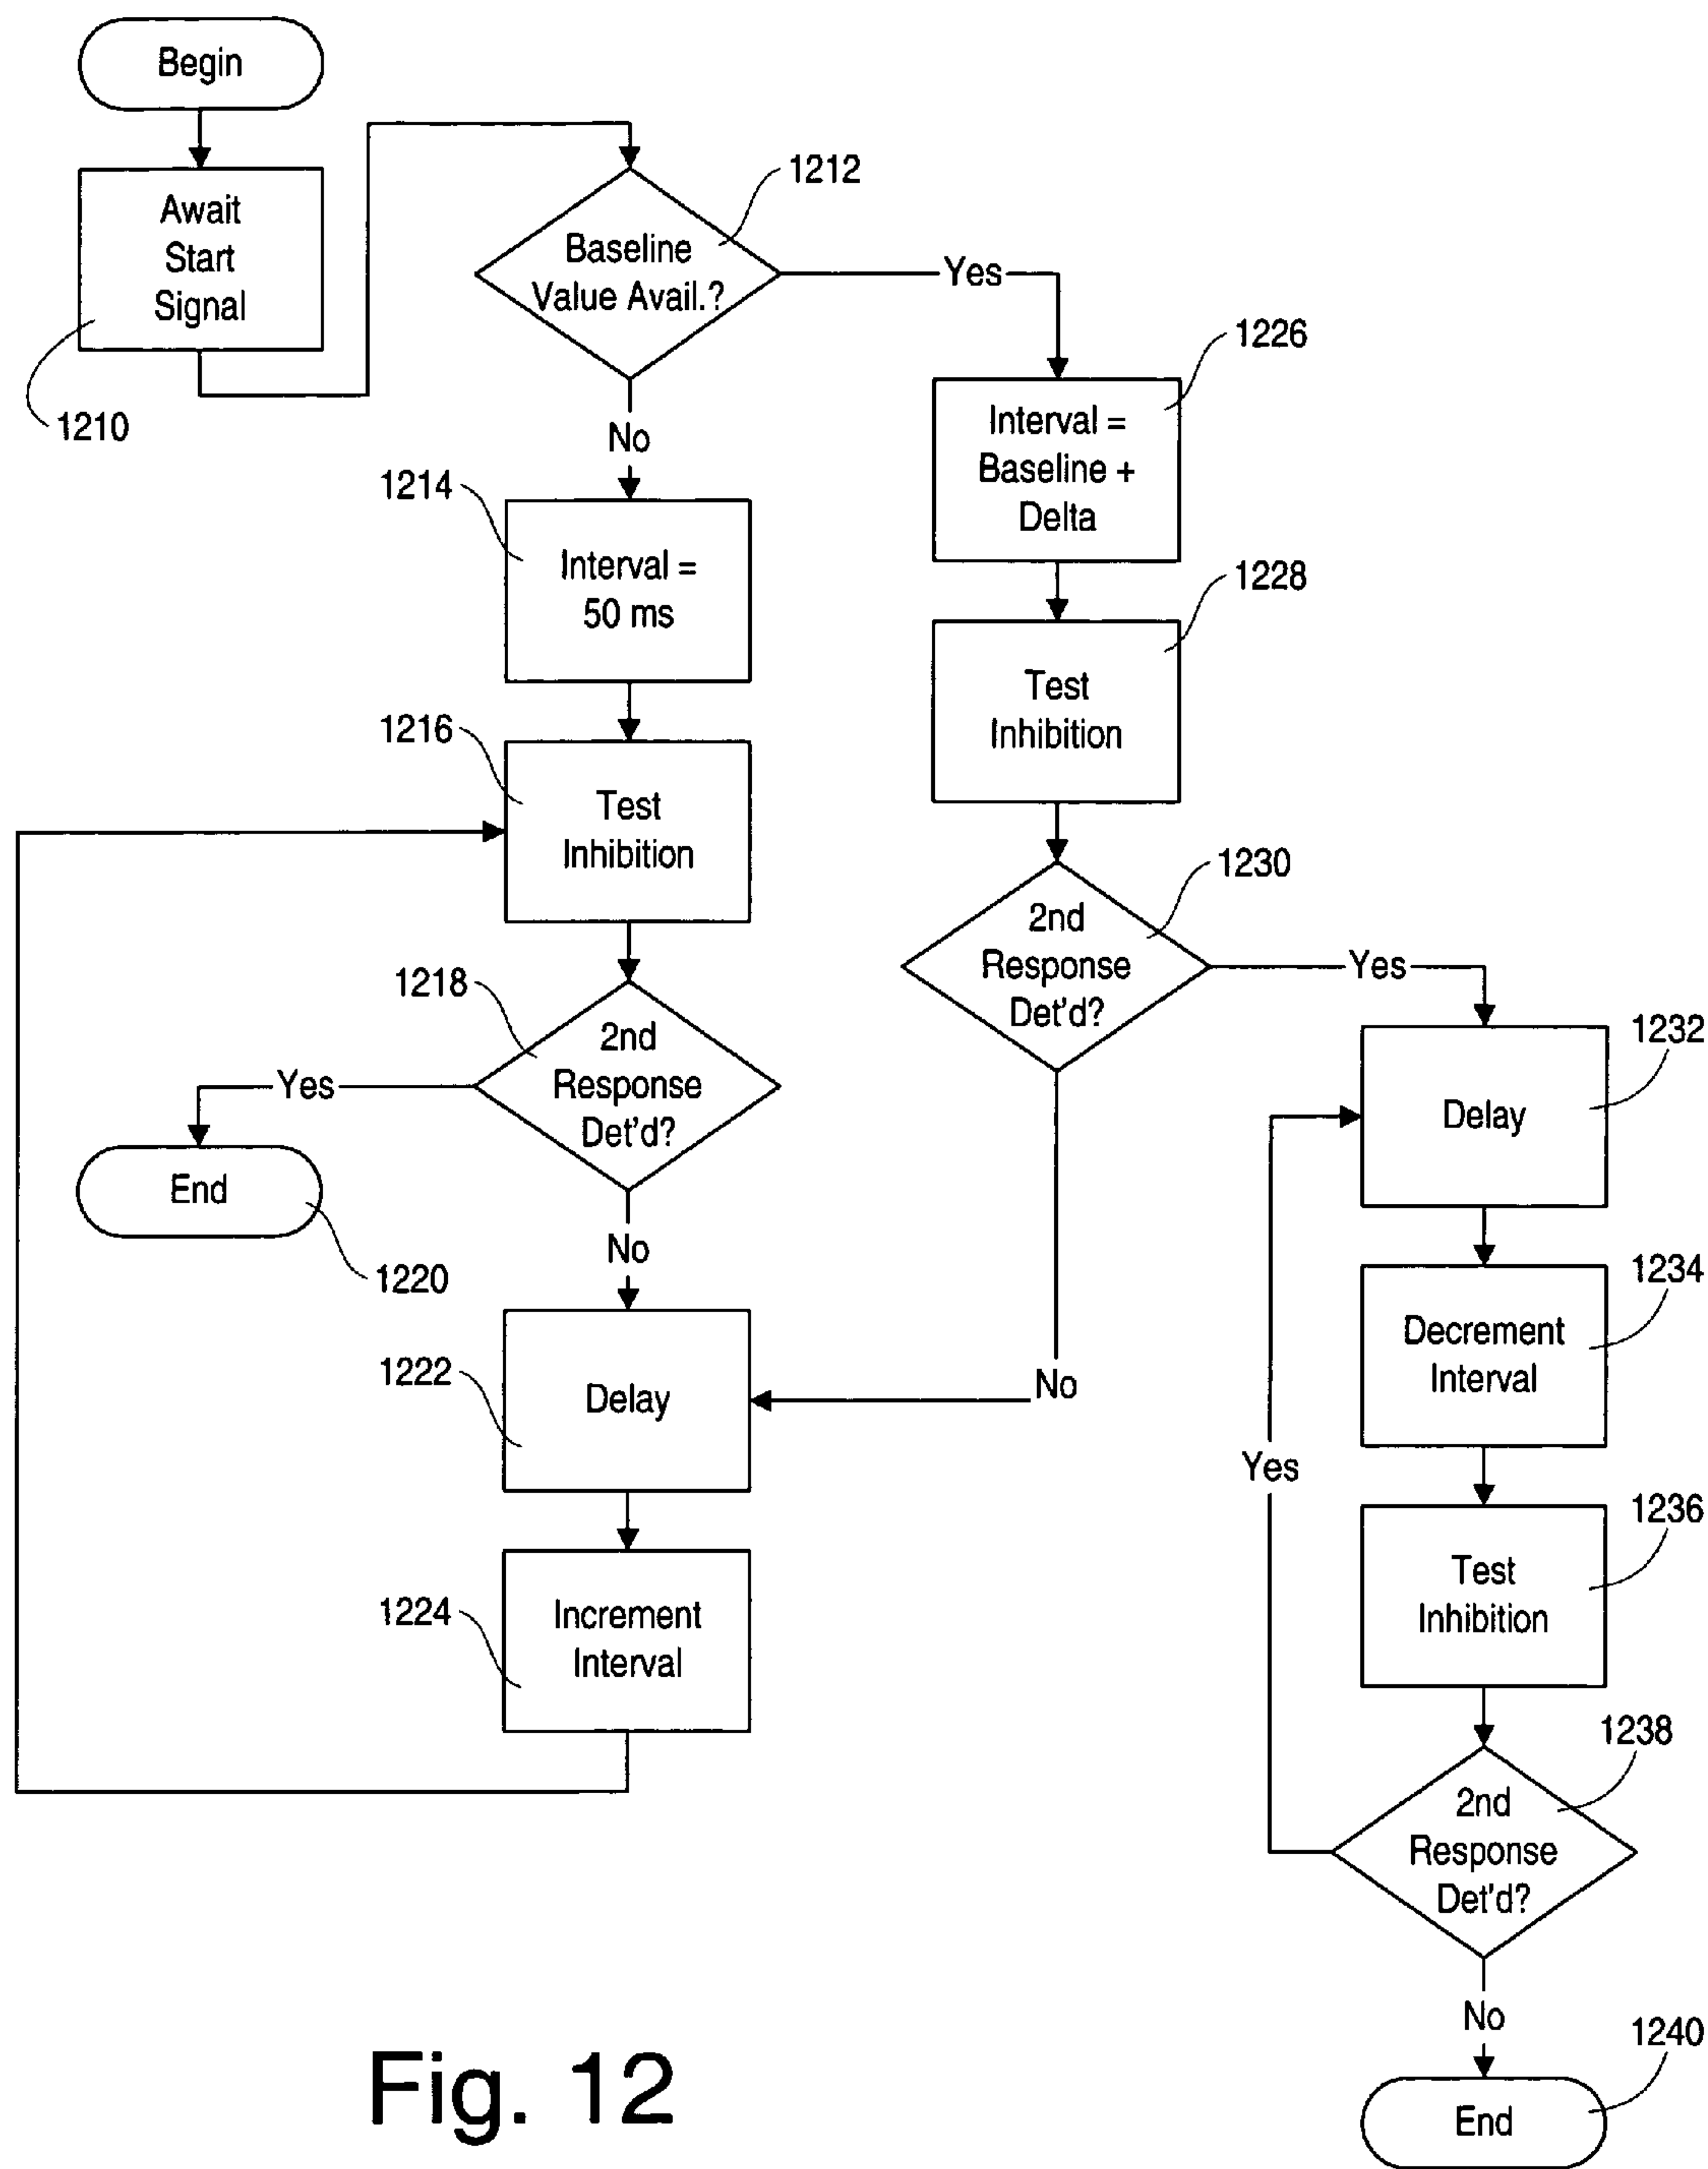 Begin
Await
Start
Signal
1210
1212
Baseline
Value Avail.?
Yes
No
1214
Interval =
50 ms
1216
Test
Inhibition
1218
2nd
Response
Det'd?
Yes
End
1220
No
1222
Delay
1224
Increment
Interval
1226
Interval =
Baseline +
Delta
1228
Test
Inhibition
1230
2nd
Response
Det'd?
Yes
No
1232
Delay
1234
Decrement
Interval
1236
Test
Inhibition
1238
2nd
Response
Det'd?
Yes
No
1240
End
Fig. 12